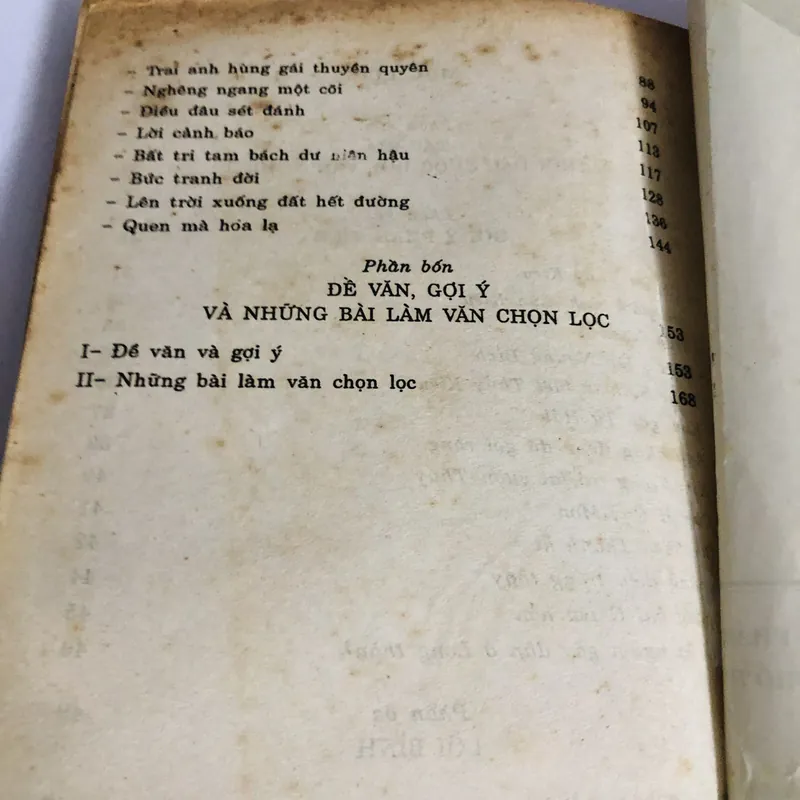 – Trai anh hùng gái thuyền quyên 88
– Nghênh ngang một cõi 94
– Điều đâu sét đánh 107
– Lời cảnh báo 113
– Bất tri tam bách dư niên hậu 117
– Bức tranh đời 128
– Lên trời xuống đất hết đường 136
– Quen mà hóa lạ 144
Phần bốn
ĐỀ VĂN, GỢI Ý
VÀ NHỮNG BÀI LÀM VĂN CHỌN LỌC 153
I– Đề văn và gợi ý 153
II– Những bài làm văn chọn lọc 168